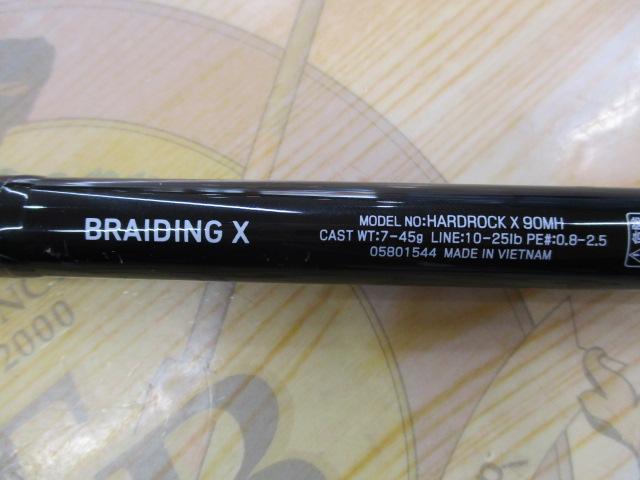 BRAIDING X
MODEL NO:HARDROCK X 90MH
CAST WT:7-45g LINE:10-25lb PE#:0.8-2.5
05801544 MADE IN VIETNAM
2000